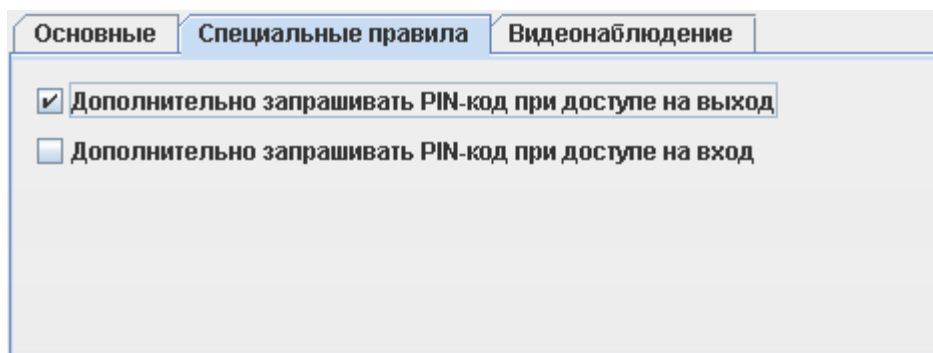 Основные Специальные правила Видеонаблюдение
Дополнительно запрашивать PIN-код при доступе на выход
Дополнительно запрашивать PIN-код при доступе на вход